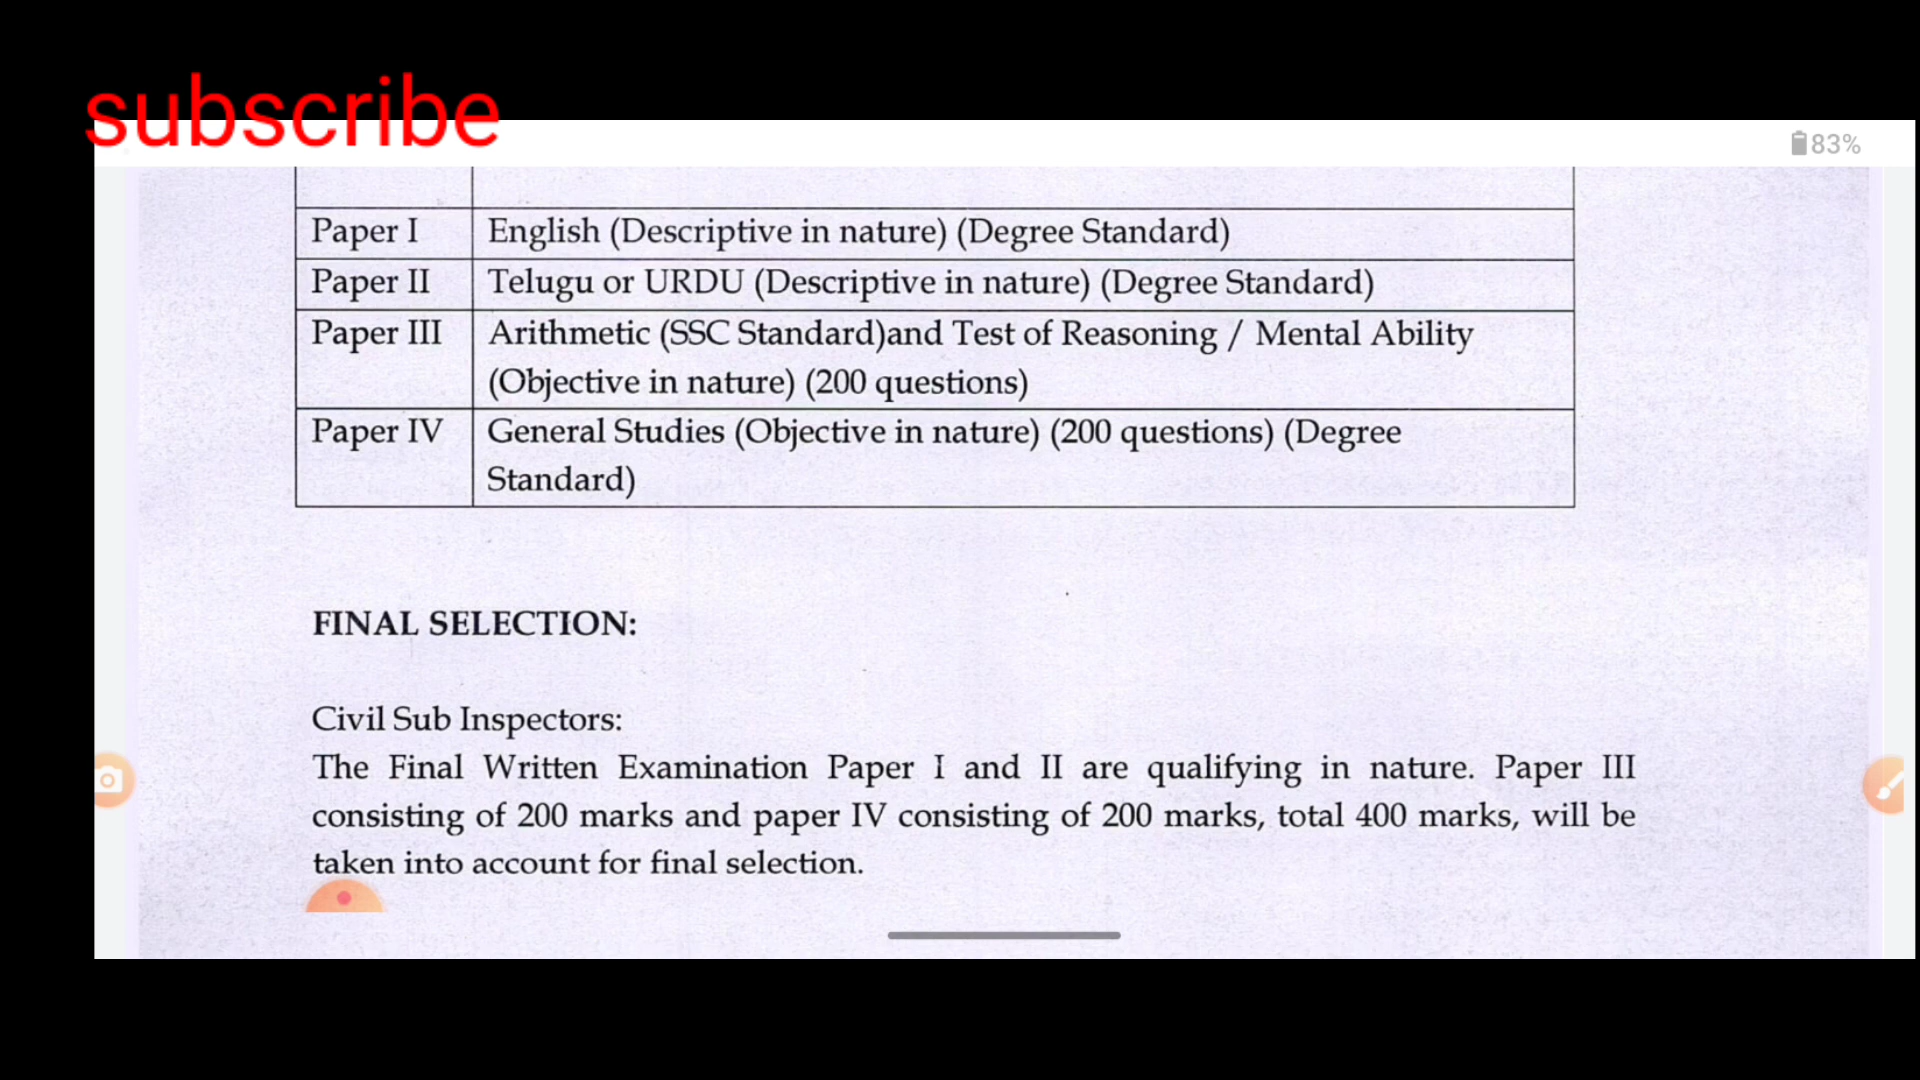 subscribe
83%
Paper I English (Descriptive in nature) (Degree Standard)
Paper II Telugu or URDU (Descriptive in nature) (Degree Standard)
Paper III Arithmetic (SSC Standard)and Test of Reasoning / Mental Ability
(Objective in nature) (200 questions)
Paper IV General Studies (Objective in nature) (200 questions) (Degree
Standard)
FINAL SELECTION:
Civil Sub Inspectors:
The Final Written Examination Paper I and II are qualifying in nature. Paper III
consisting of 200 marks and paper IV consisting of 200 marks, total 400 marks, will be
taken into account for final selection.